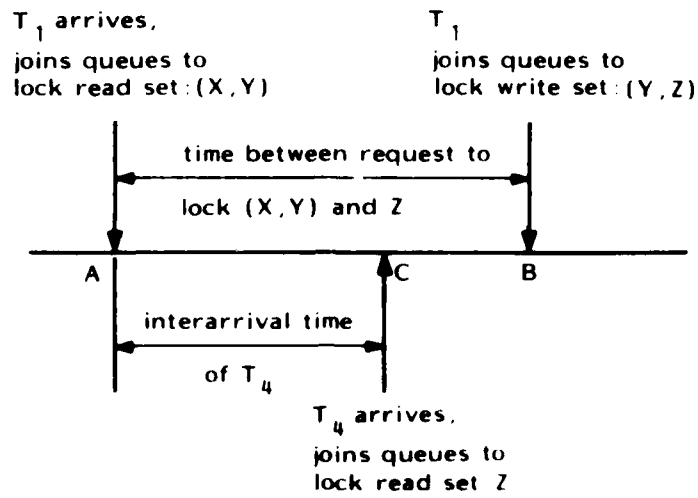 T₁ arrives,
joins queues to
lock read set:(X,Y)
T₁
joins queues to
lock write set:(Y,Z)
time between request to
lock (X,Y) and Z
A
C
B
interarrival time
of T₄
T₄ arrives,
joins queues to
lock read set Z